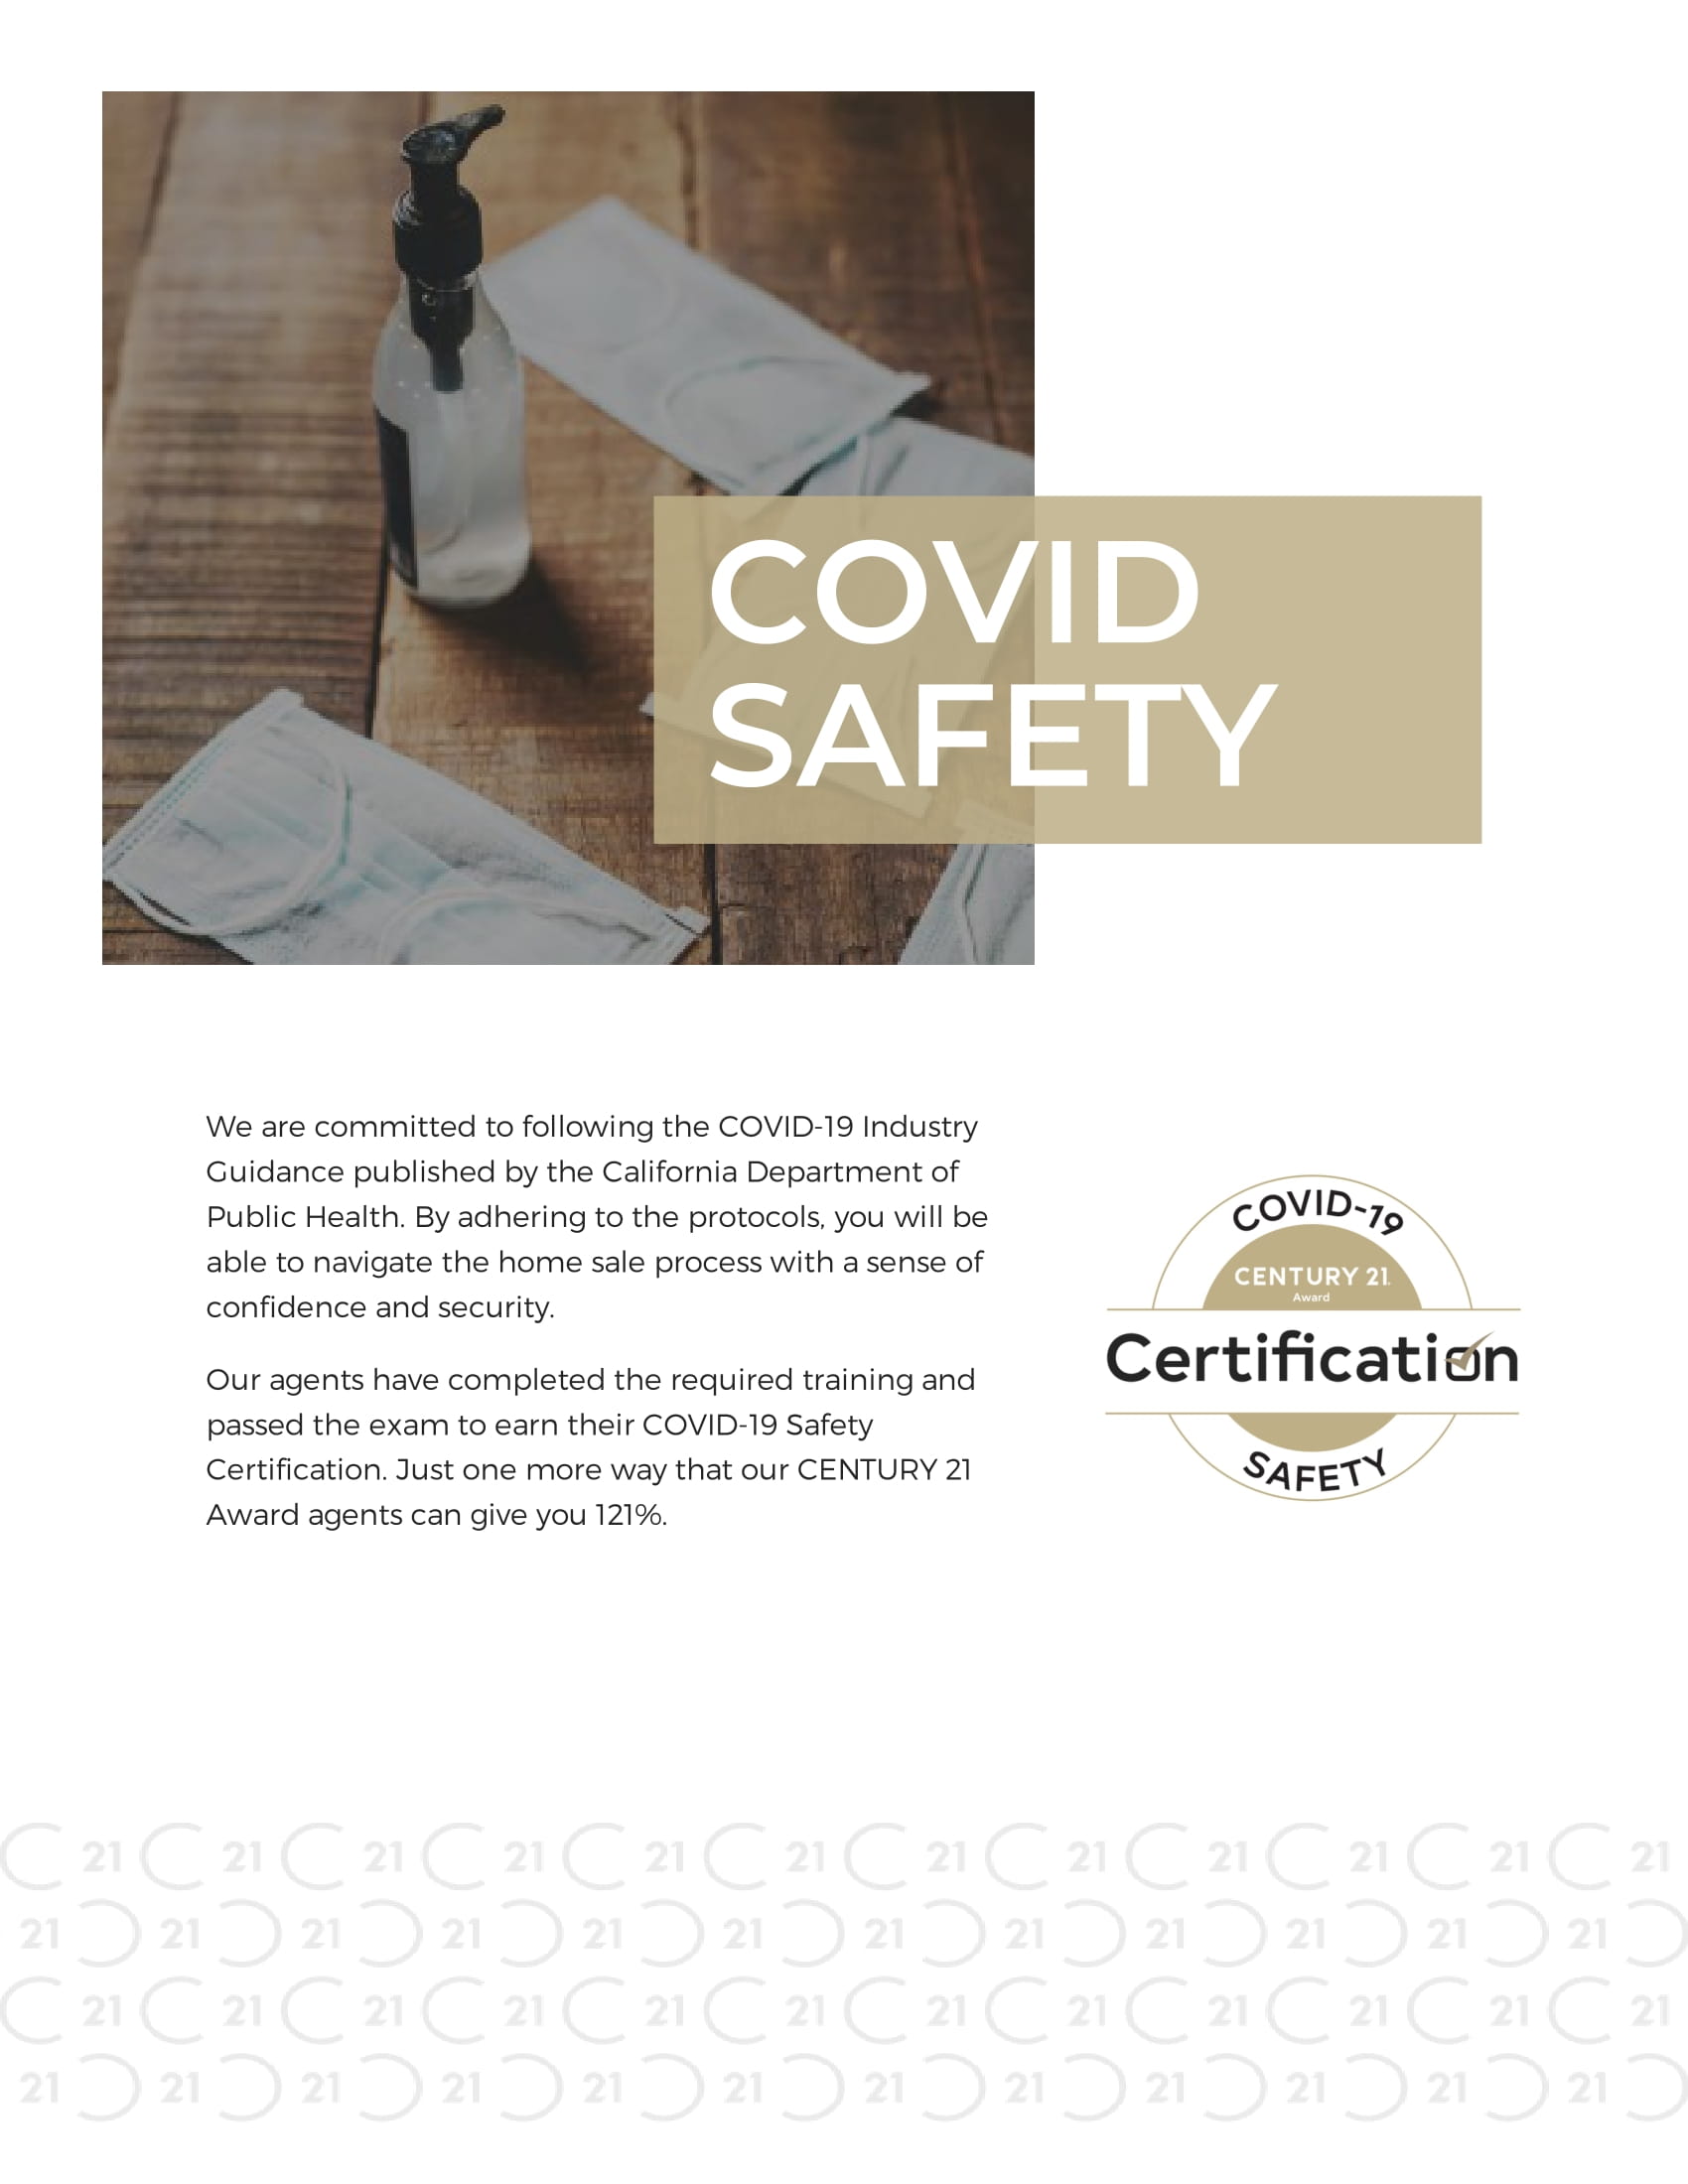 COVID
SAFETY
We are committed to following the COVID-19 Industry
Guidance published by the California Department of
Public Health. By adhering to the protocols, you will be
able to navigate the home sale process with a sense of
confidence and security.
Our agents have completed the required training and
passed the exam to earn their COVID-19 Safety
Certification. Just one more way that our CENTURY 21
Award agents can give you 121%.
COVID-19
CENTURY 21.
Award
Certification
SAFETY
C 21 C 21 C 21 C 21 C 21 C 21 C 21 C 21 C 21 C 21 C 21 C 21
21 C 21 C 21 C 21 C 21 C 21 C 21 C 21 C 21 C 21 C 21 C 21 C
C 21 C 21 C 21 C 21 C 21 C 21 C 21 C 21 C 21 C 21 C 21 C 21
21 C 21 C 21 C 21 C 21 C 21 C 21 C 21 C 21 C 21 C 21 C 21 C